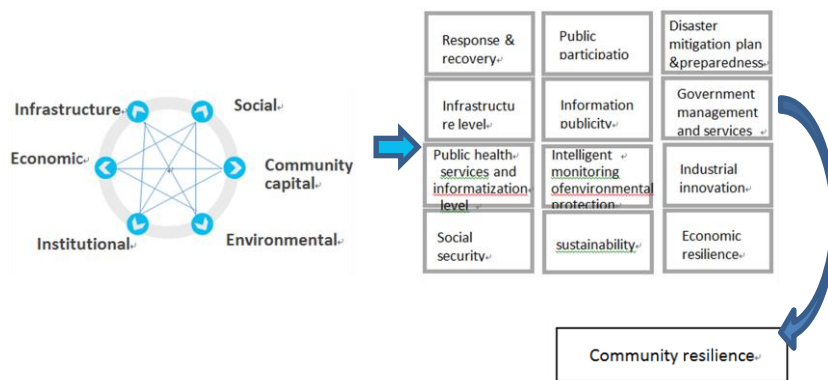 Infrastructure
Social
Economic
Community
capital
Institutional
Environmental
Response &
recovery
Public
participatio
Disaster
mitigation plan
&preparedness
Infrastructu
re level
Information
publicity
Government
management
and services
Public health
services and
informatization
level
Intelligent
monitoring
ofenvironmental
protection
Industrial
innovation
Social
security
sustainability
Economic
resilience
Community resilience